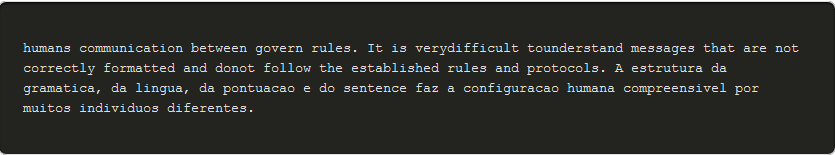 humans communication between govern rules. It is verydifficult tounderstand messages that are not
correctly formatted and donot follow the established rules and protocols. A estrutura da
gramatica, da lingua, da pontuacao e do sentence faz a configuracao humana compreensivel por
muitos individuos diferentes.